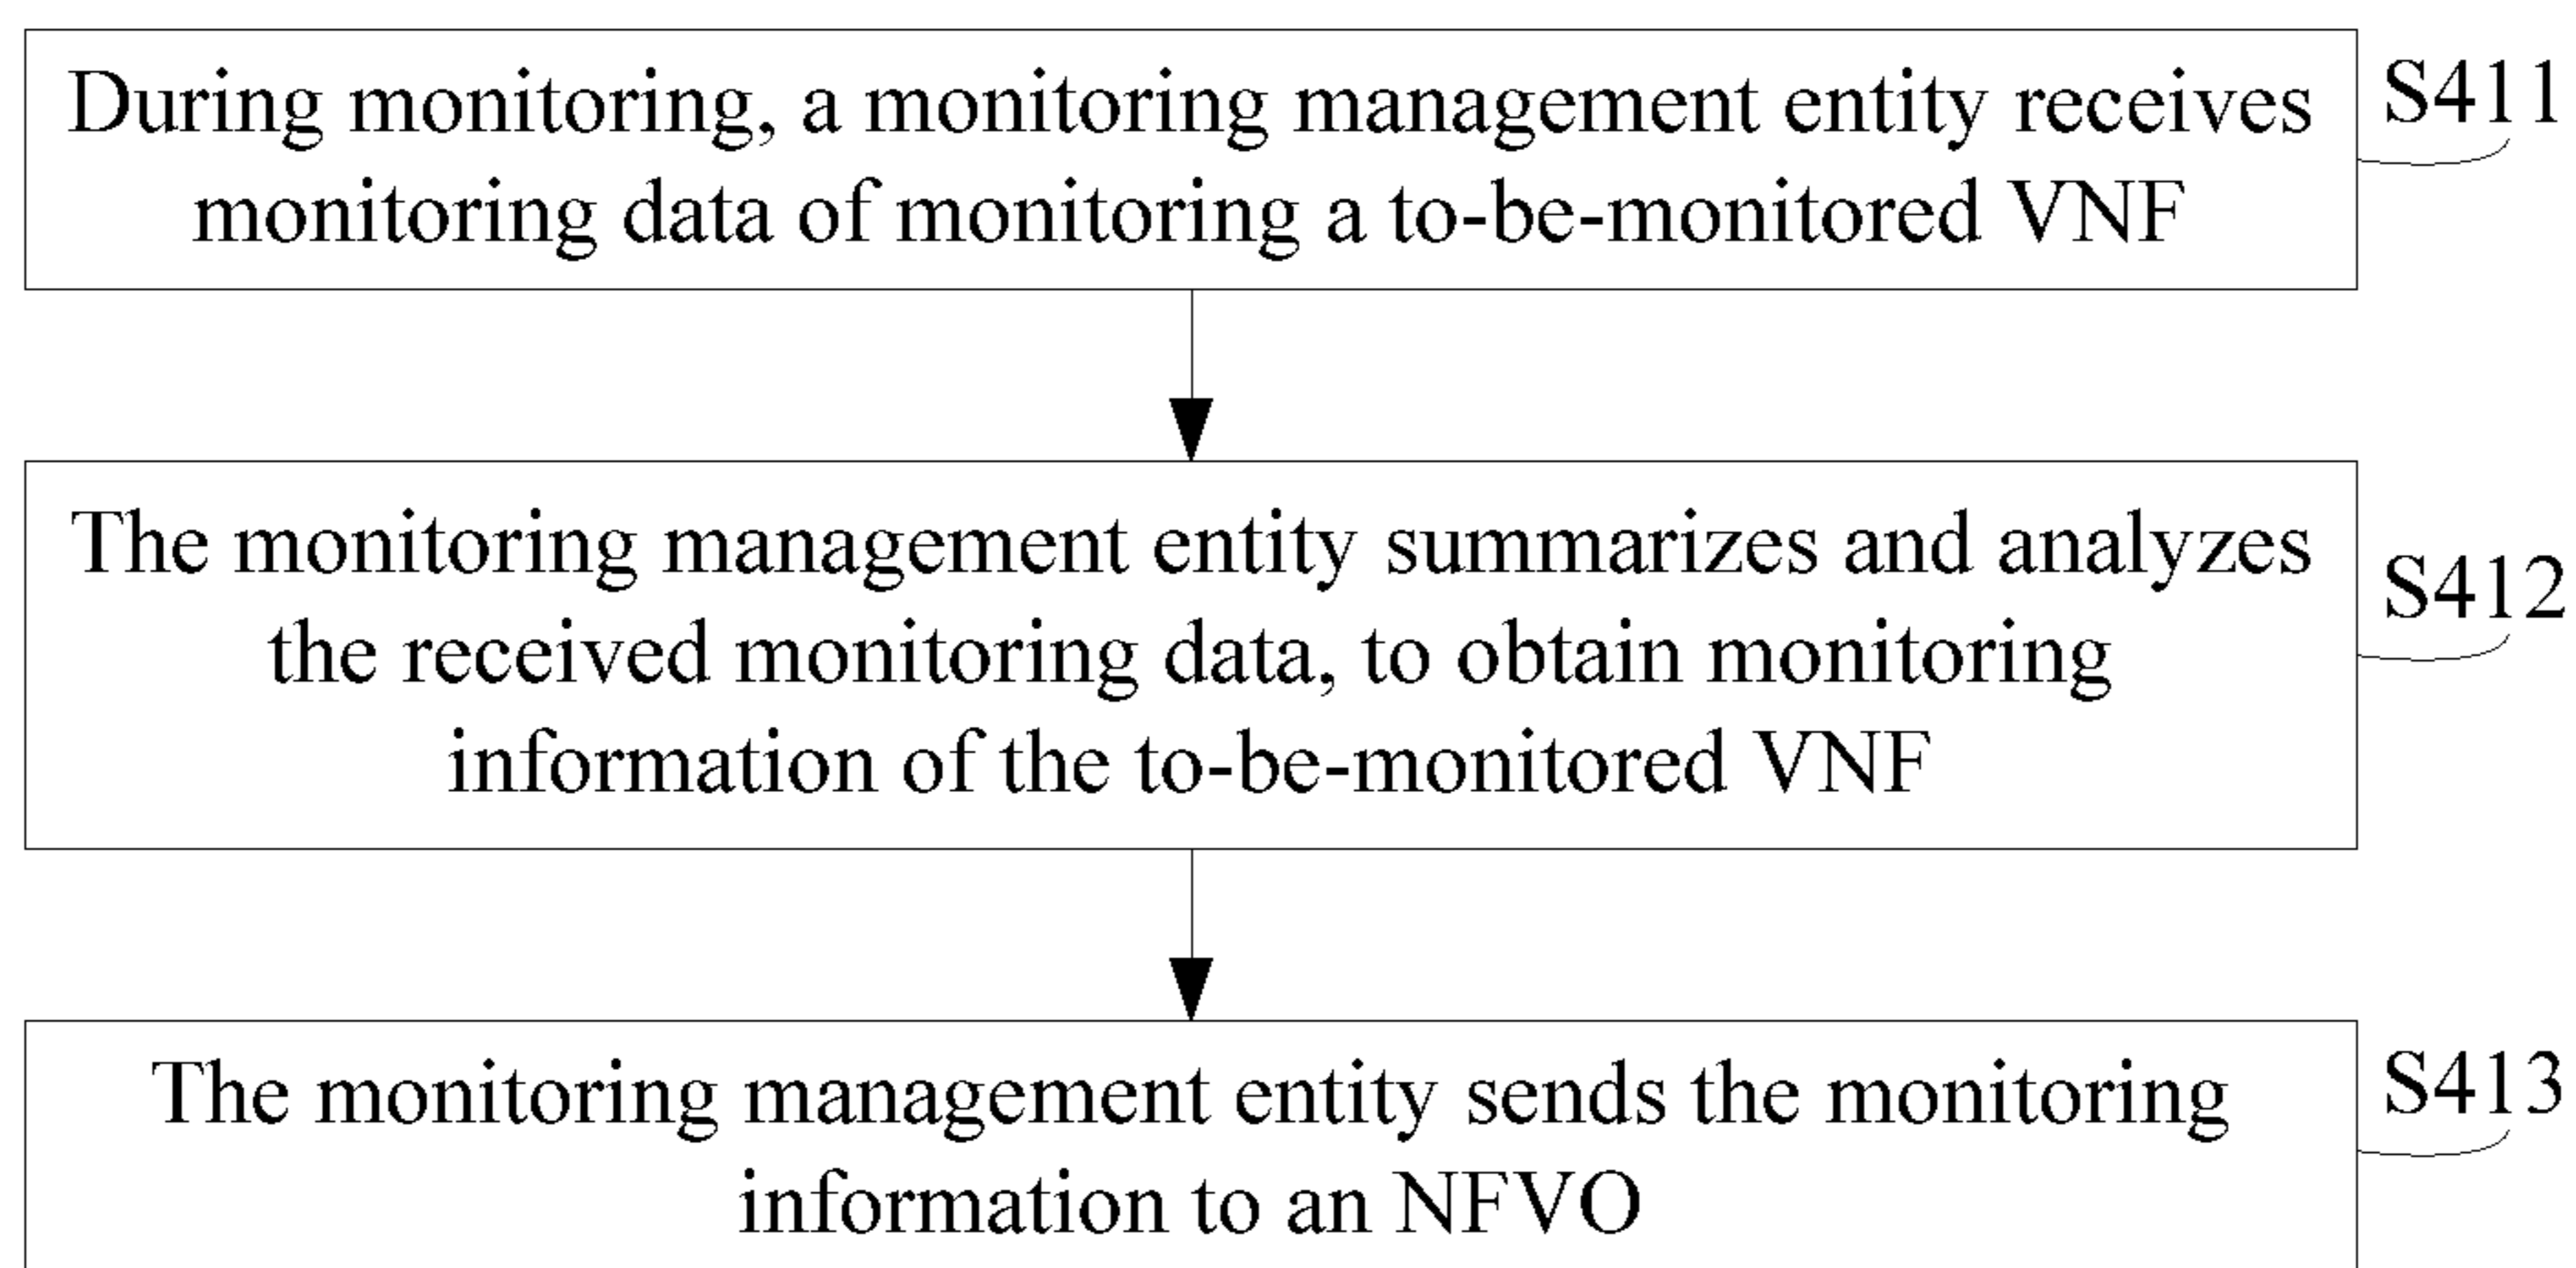 During monitoring, a monitoring management entity receives
monitoring data of monitoring a to-be-monitored VNF
S411
The monitoring management entity summarizes and analyzes
the received monitoring data, to obtain monitoring
information of the to-be-monitored VNF
S412
The monitoring management entity sends the monitoring
information to an NFVO
S413